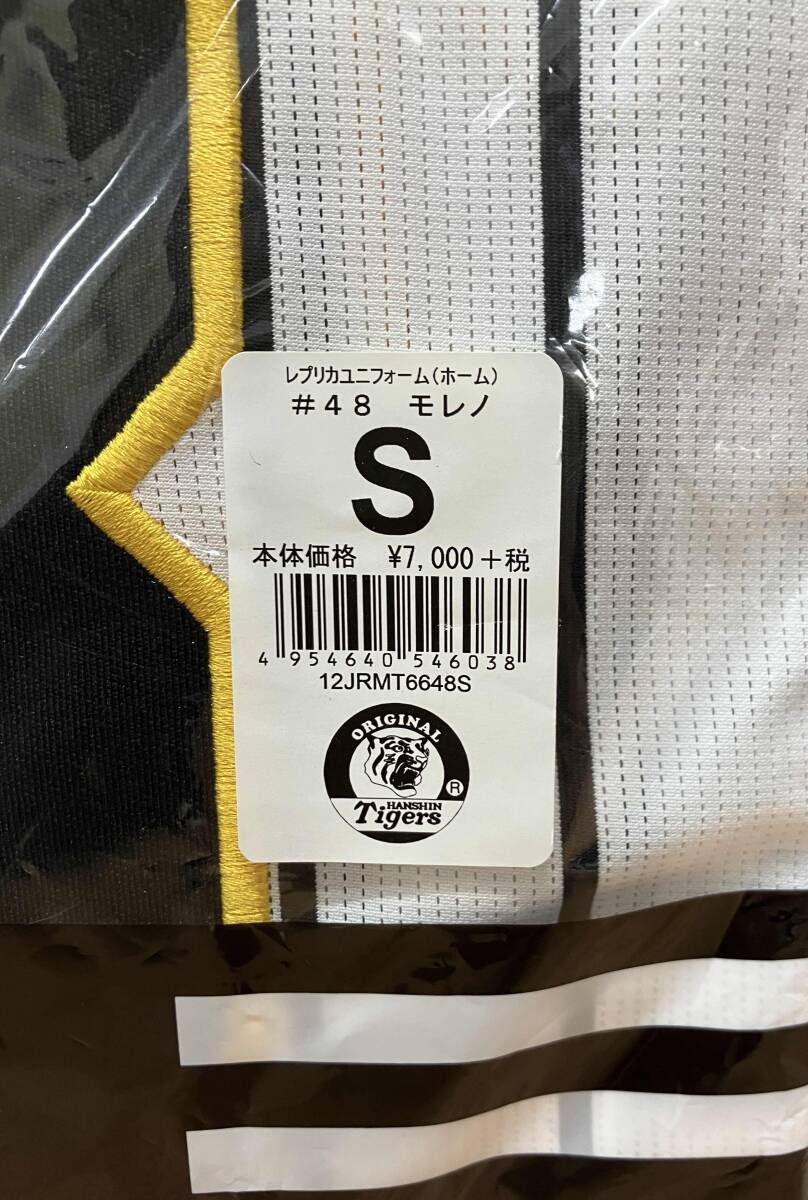 レプリカユニフォーム(ホーム)
#48 モレノ
S
本体価格 ¥7,000+税
4 954640 546038
12JRMT6648S
ORIGINAL
®
HANSHIN
Tigers